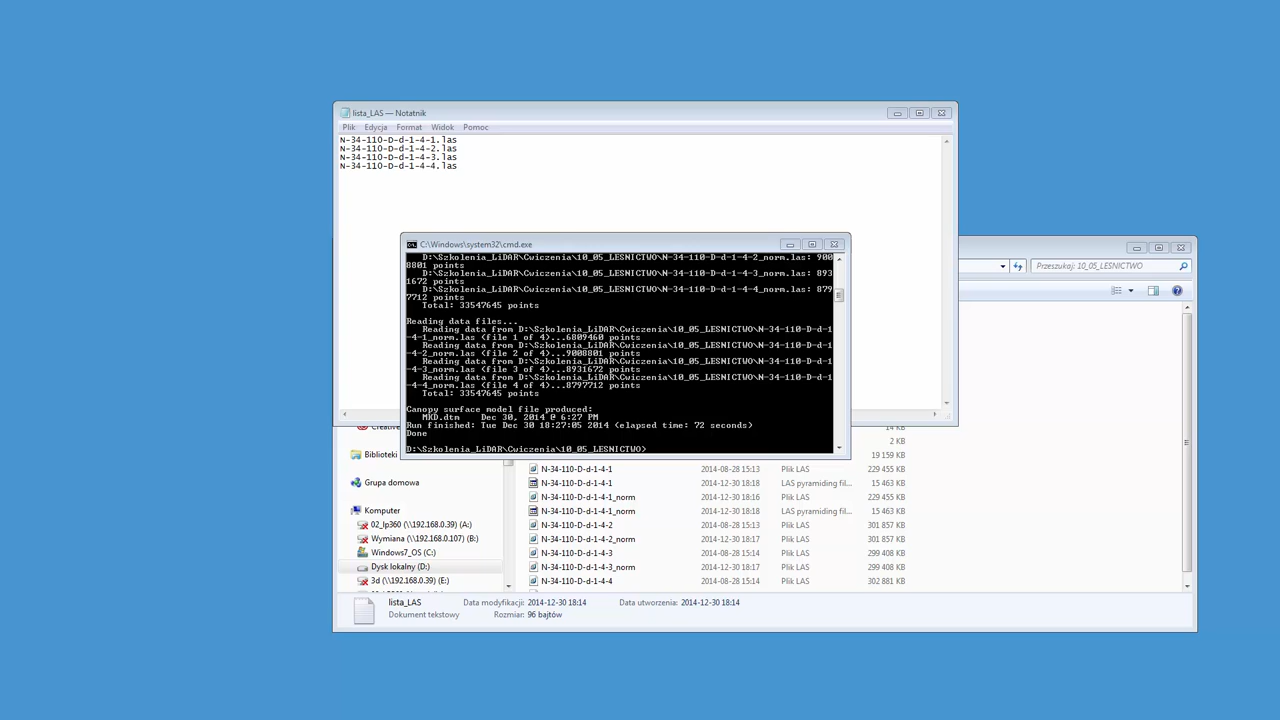 lista_LAS — Notatnik
Plik Edycja Format Widok Pomoc
N-34-110-D-d-1-4-1.las
N-34-110-D-d-1-4-2.las
N-34-110-D-d-1-4-3.las
N-34-110-D-d-1-4-4.las
C:\Windows\system32\cmd.exe
D:\Szkolenia_LiDAR\Cwiczenia\10_05_LESNICTWO\N-34-110-D-d-1-4-2_norm.las: 900
8801 points
D:\Szkolenia_LiDAR\Cwiczenia\10_05_LESNICTWO\N-34-110-D-d-1-4-3_norm.las: 893
1672 points
D:\Szkolenia_LiDAR\Cwiczenia\10_05_LESNICTWO\N-34-110-D-d-1-4-4_norm.las: 879
7712 points
Total: 33547645 points
Reading data files...
Reading data from D:\Szkolenia_LiDAR\Cwiczenia\10_05_LESNICTWO\N-34-110-D-d-1
-4-1_norm.las (file 1 of 4)...6809460 points
Reading data from D:\Szkolenia_LiDAR\Cwiczenia\10_05_LESNICTWO\N-34-110-D-d-1
-4-2_norm.las (file 2 of 4)...9008801 points
Reading data from D:\Szkolenia_LiDAR\Cwiczenia\10_05_LESNICTWO\N-34-110-D-d-1
-4-3_norm.las (file 3 of 4)...8931672 points
Reading data from D:\Szkolenia_LiDAR\Cwiczenia\10_05_LESNICTWO\N-34-110-D-d-1
-4-4_norm.las (file 4 of 4)...8797712 points
Total: 33547645 points
Canopy surface model file produced:
MKD.dtm Dec 30, 2014 @ 6:27 PM
Run finished: Tue Dec 30 18:27:05 2014 (elapsed time: 72 seconds)
Done
D:\Szkolenia_LiDAR\Cwiczenia\10_05_LESNICTWO>
Przeszukaj: 10_05_LESNICTWO
2 KB
Biblioteki
19 159 KB
N-34-110-D-d-1-4-1 2014-08-28 15:13 Plik LAS 229 455 KB
Grupa domowa
N-34-110-D-d-1-4-1 2014-12-30 18:18 LAS pyramiding fil... 15 463 KB
N-34-110-D-d-1-4-1_norm 2014-12-30 18:16 Plik LAS 229 455 KB
Komputer
N-34-110-D-d-1-4-1_norm 2014-12-30 18:18 LAS pyramiding fil... 15 463 KB
02_lp360 (\\192.168.0.39) (A:)
N-34-110-D-d-1-4-2 2014-08-28 15:13 Plik LAS 301 857 KB
Wymiana (\\192.168.0.107) (B:)
N-34-110-D-d-1-4-2_norm 2014-12-30 18:17 Plik LAS 301 857 KB
Windows7_OS (C:)
N-34-110-D-d-1-4-3 2014-08-28 15:14 Plik LAS 299 408 KB
Dysk lokalny (D:)
N-34-110-D-d-1-4-3_norm 2014-12-30 18:17 Plik LAS 299 408 KB
3d (\\192.168.0.39) (E:)
N-34-110-D-d-1-4-4 2014-08-28 15:14 Plik LAS 302 881 KB
lista_LAS Data modyfikacji: 2014-12-30 18:14 Data utworzenia: 2014-12-30 18:14
Dokument tekstowy Rozmiar: 96 bajtów